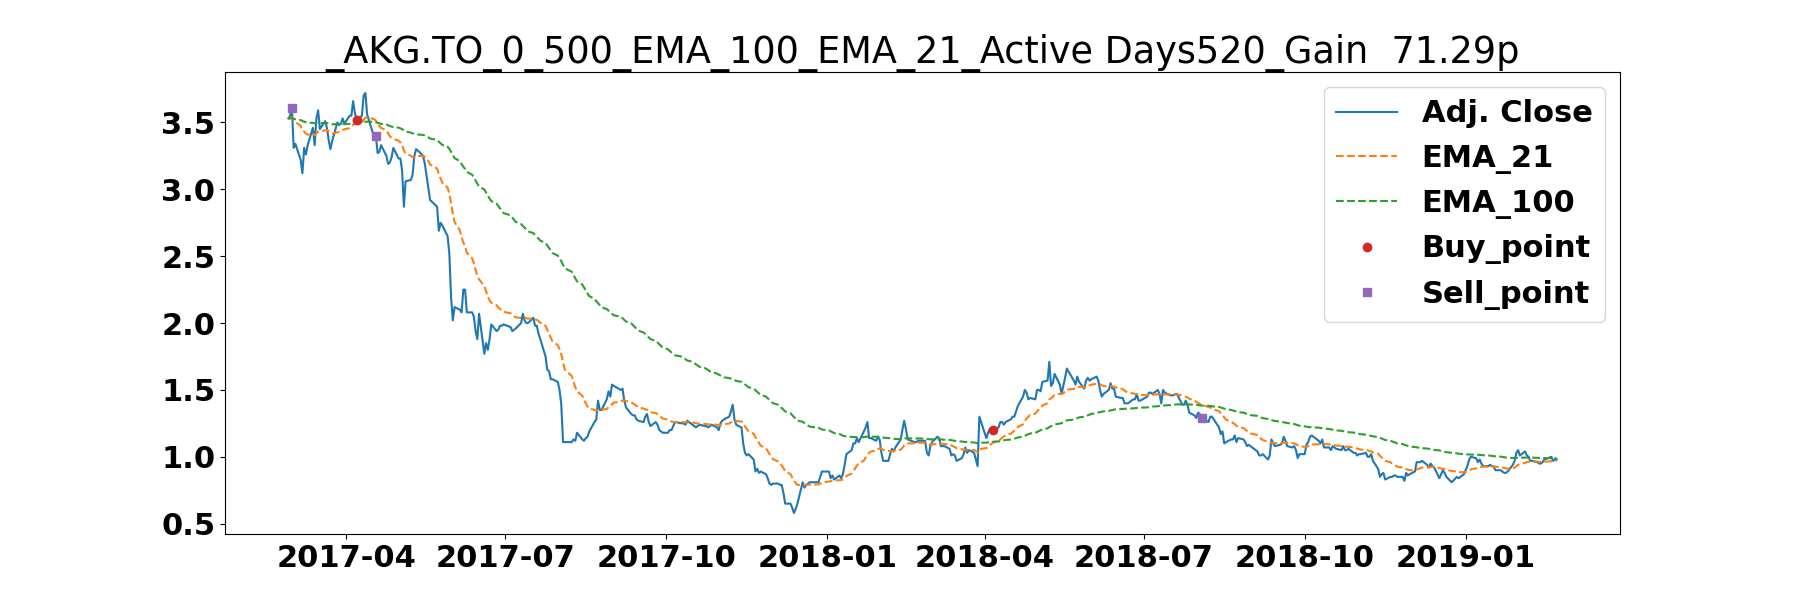 _AKG.TO_0_500_EMA_100_EMA_21_Active Days520_Gain  71.29p
Adj. Close
EMA_21
EMA_100
Buy_point
Sell_point
3.5
3.0
2.5
2.0
1.5
1.0
0.5
2017-04 2017-07 2017-10 2018-01 2018-04 2018-07 2018-10 2019-01